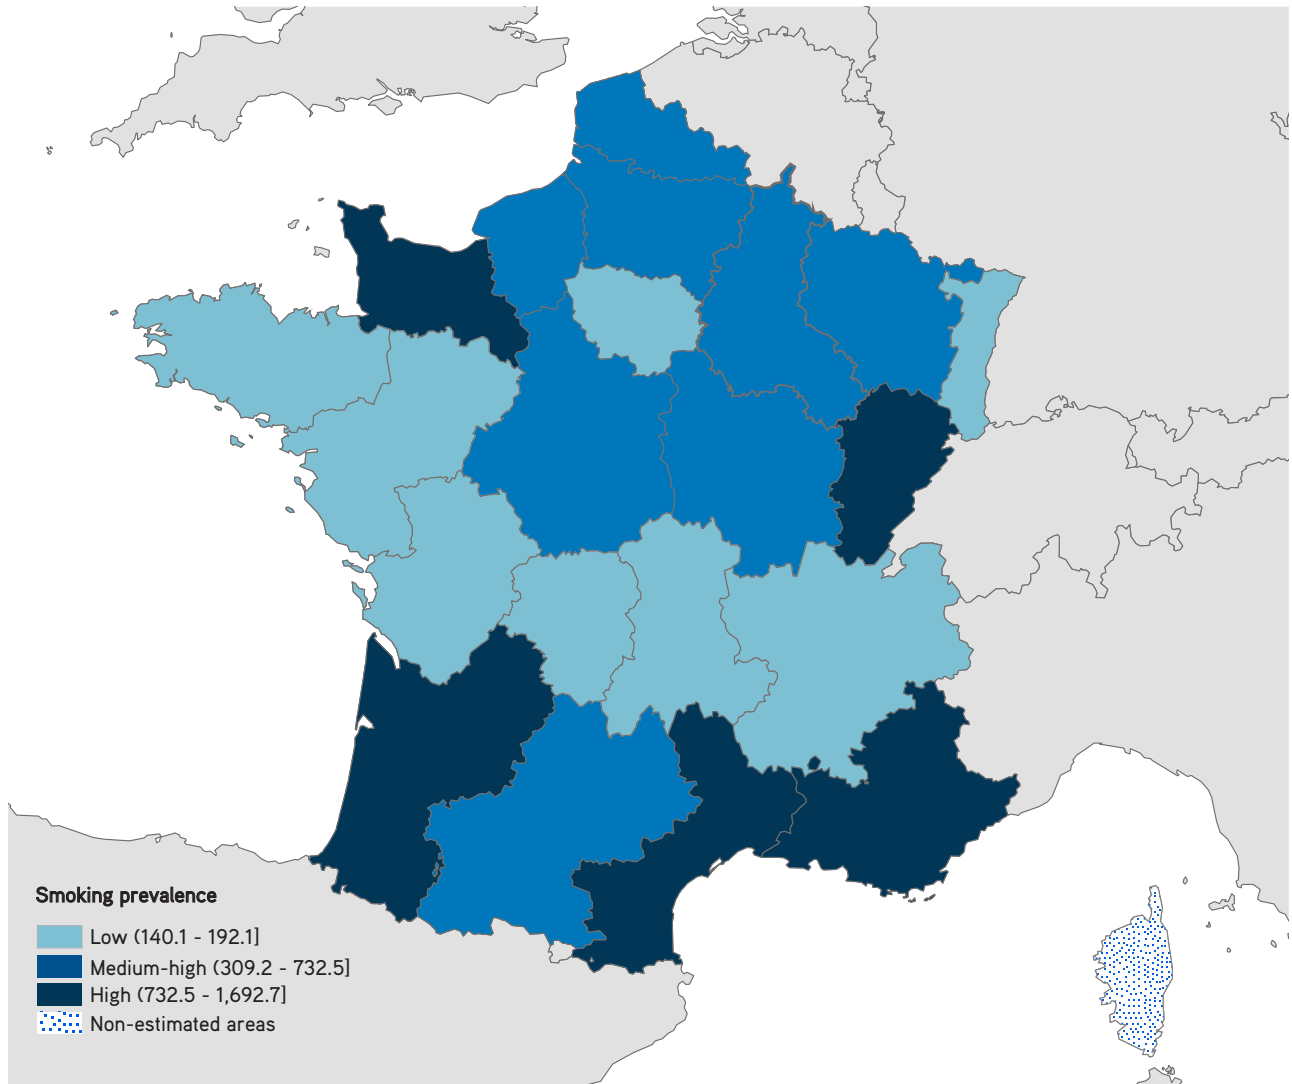 Smoking prevalence
Low (140.1 - 192.1]
Medium-high (309.2 - 732.5]
High (732.5 - 1,692.7]
Non-estimated areas